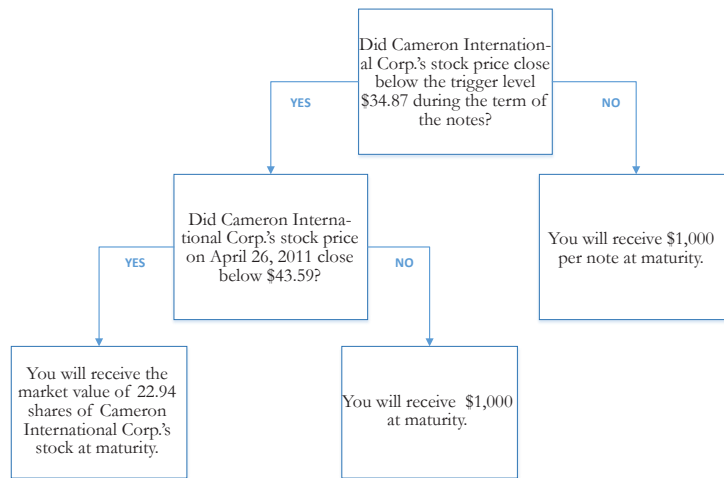 Did Cameron Internation-
al Corp.'s stock price close
below the trigger level
$34.87 during the term of
the notes?
YES
NO
Did Cameron Interna-
tional Corp.'s stock price
on April 26, 2011 close
below $43.59?
You will receive $1,000
per note at maturity.
YES
NO
You will receive the
market value of 22.94
shares of Cameron
International Corp.'s
stock at maturity.
You will receive $1,000
at maturity.